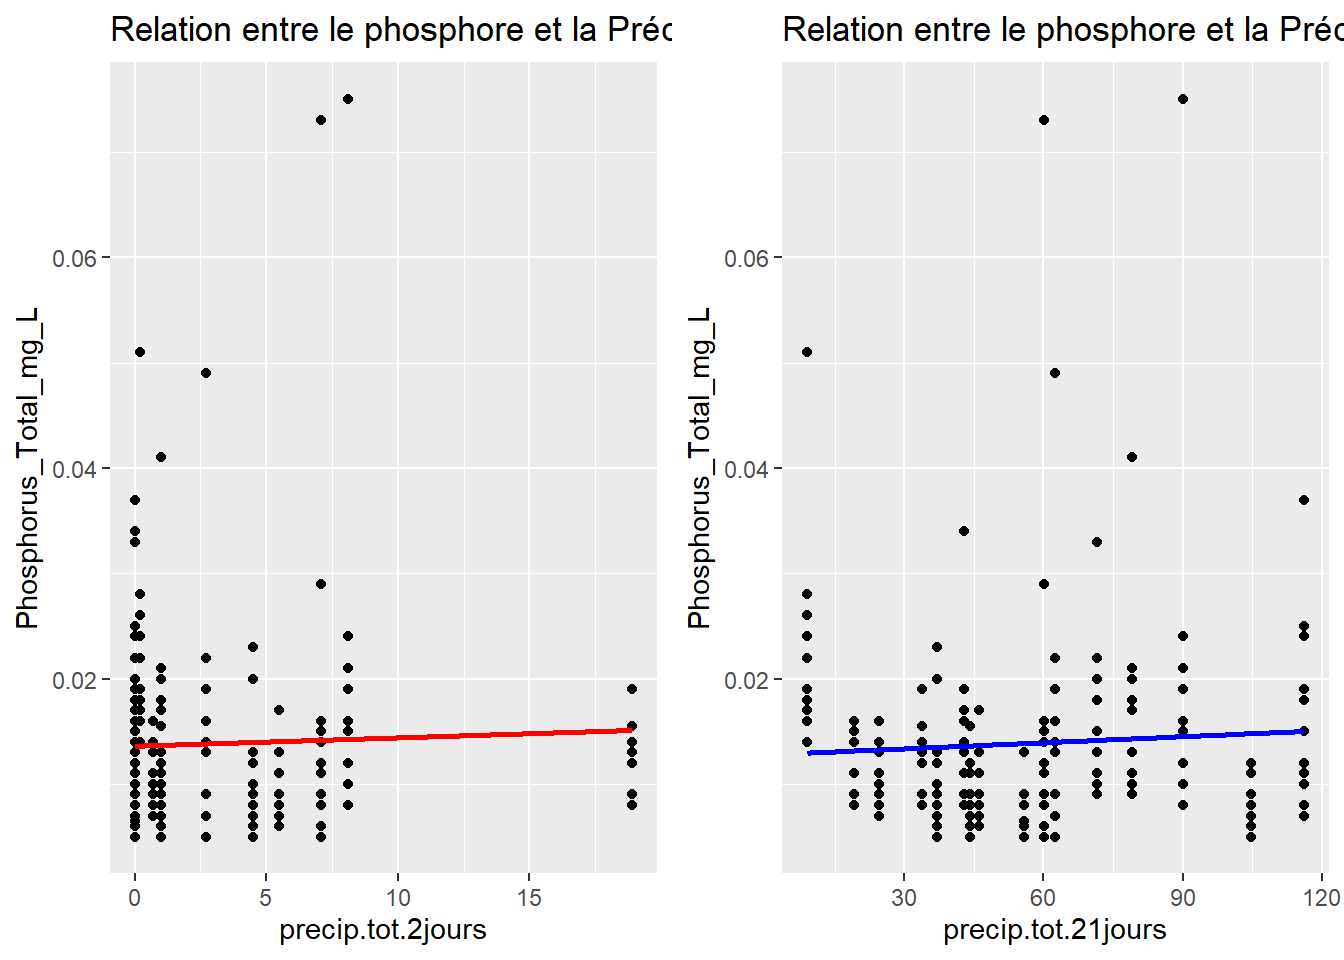 Relation entre le phosphore et la Préc
Phosphorus_Total_mg_L
0.06
0.04
0.02
0
5
10
15
precip.tot.2jours
Relation entre le phosphore et la Préc
Phosphorus_Total_mg_L
0.06
0.04
0.02
30
60
90
120
precip.tot.21jours